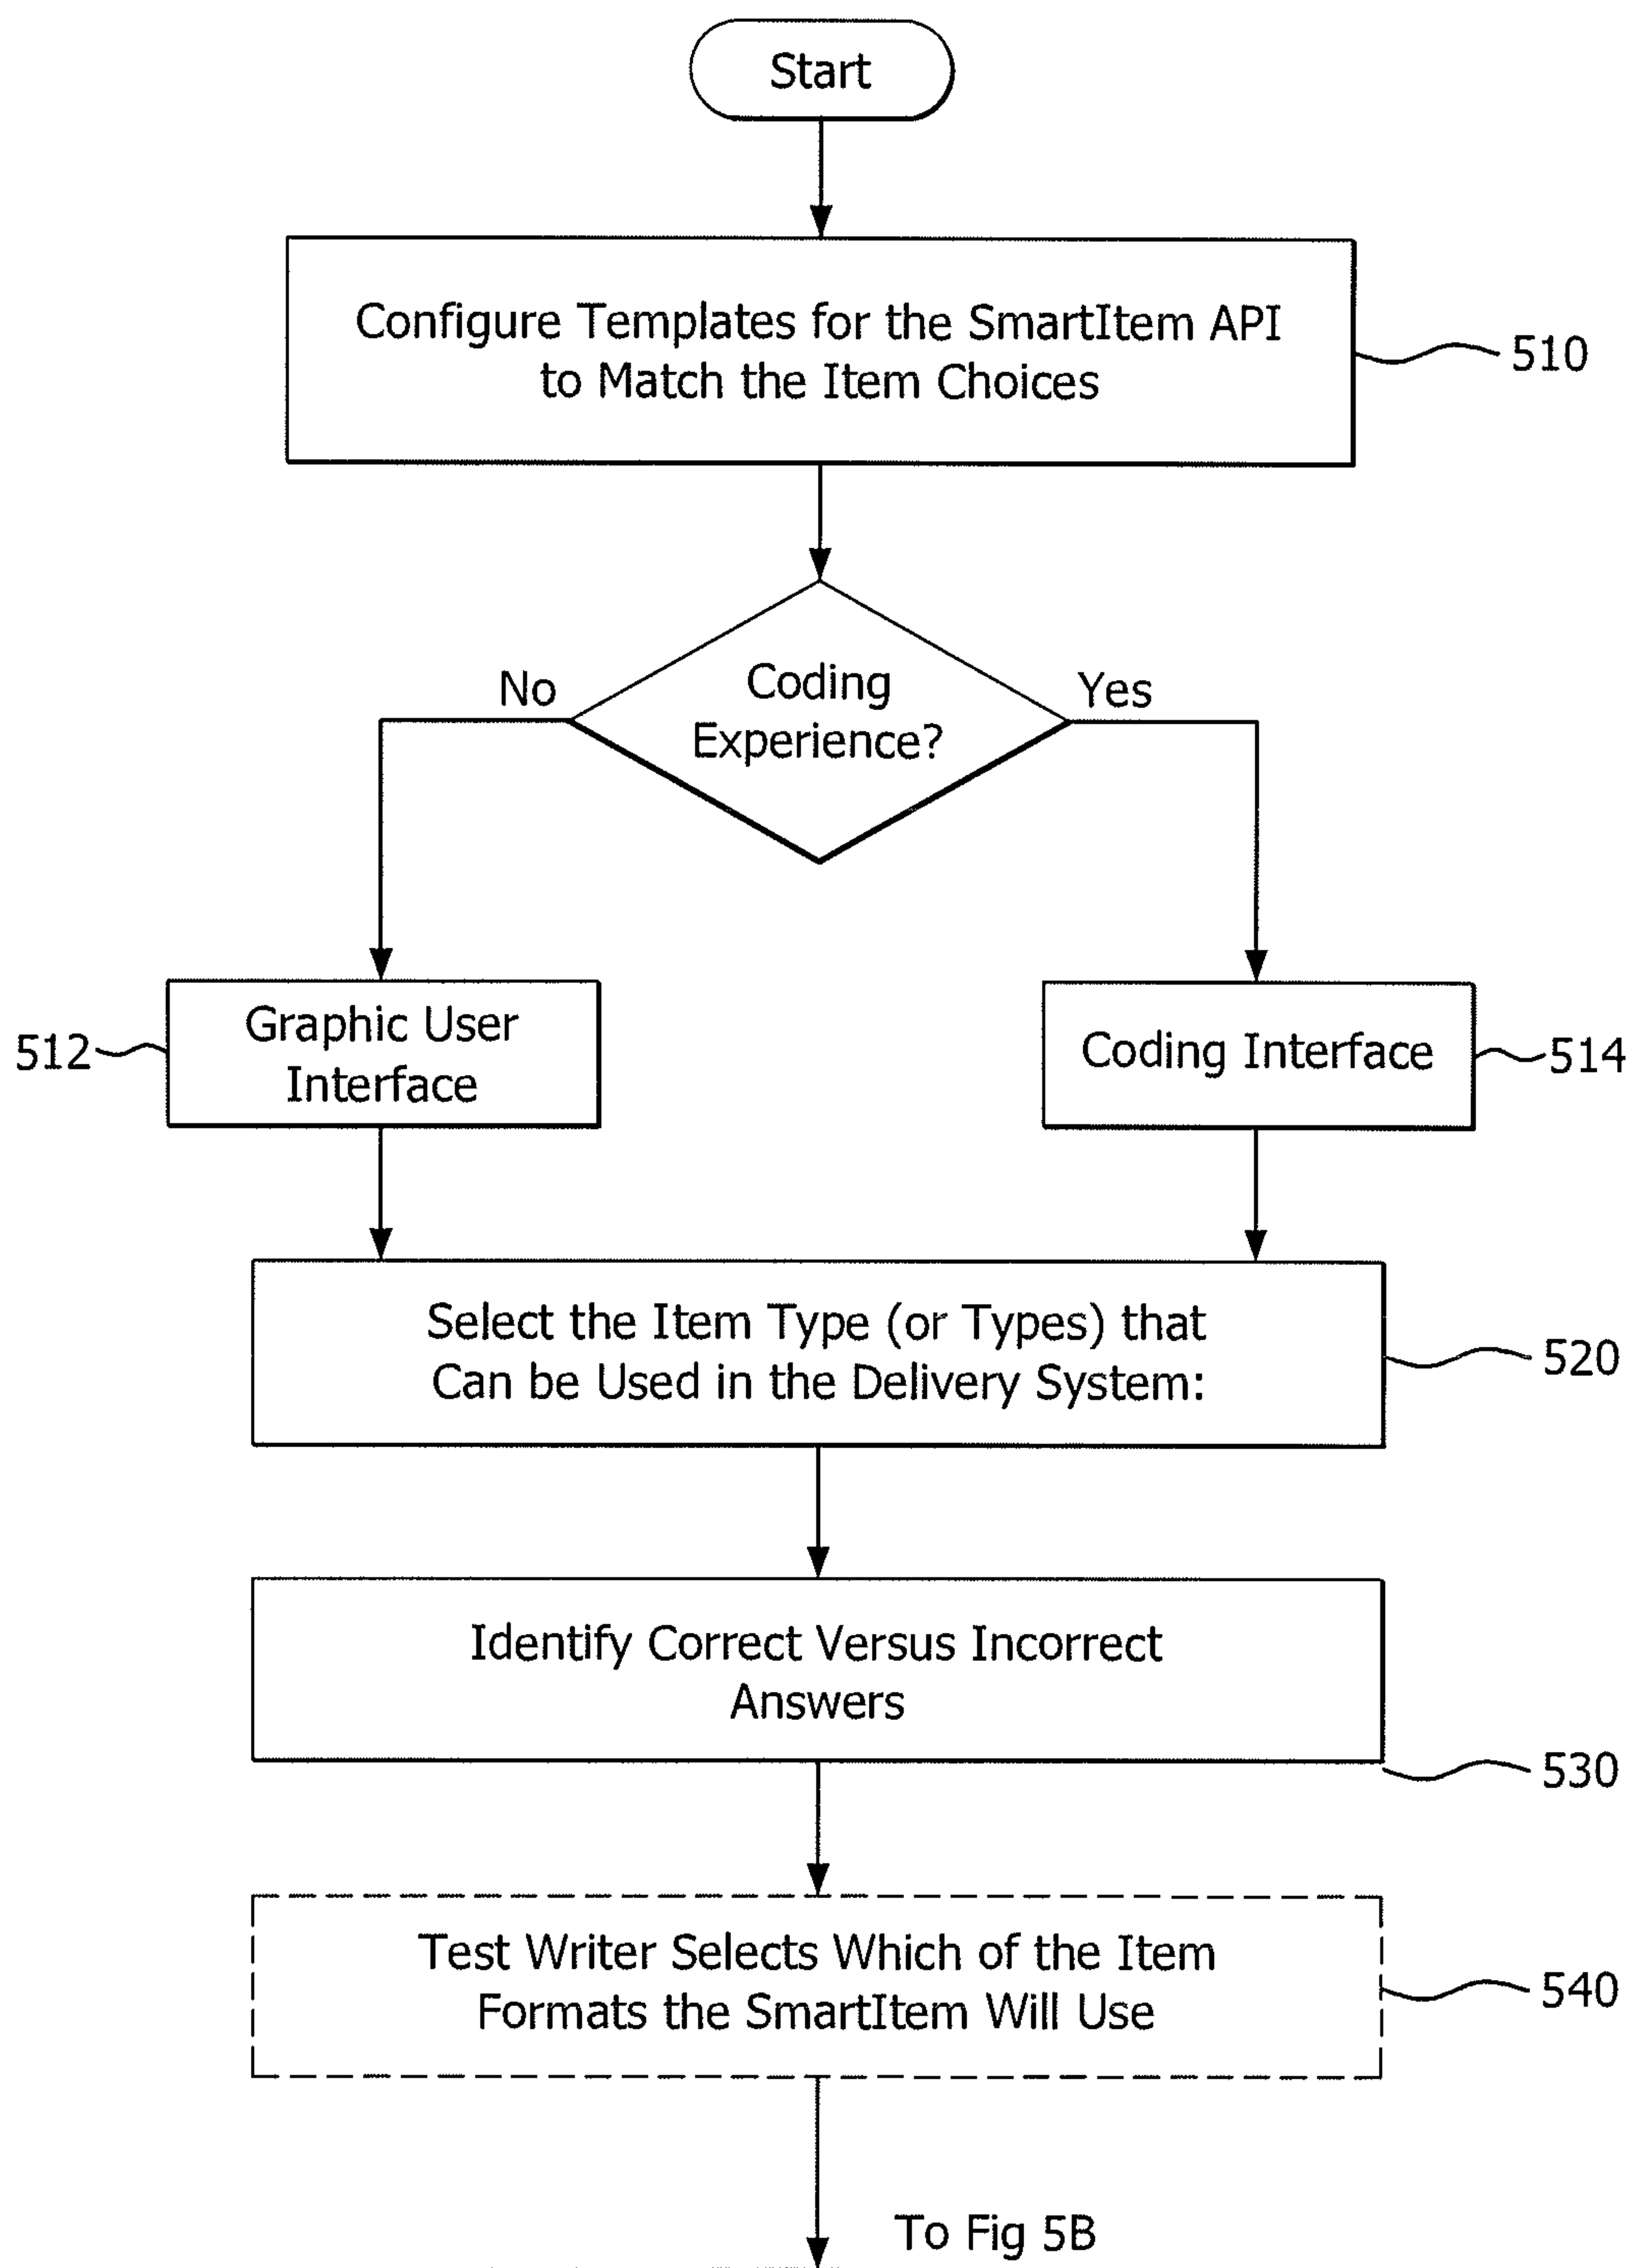 Start
Configure Templates for the SmartItem API
to Match the Item Choices
510
Coding
Experience?
No
Yes
Graphic User
Interface
512
Coding Interface
514
Select the Item Type (or Types) that
Can be Used in the Delivery System:
520
Identify Correct Versus Incorrect
Answers
530
Test Writer Selects Which of the Item
Formats the SmartItem Will Use
540
To Fig 5B